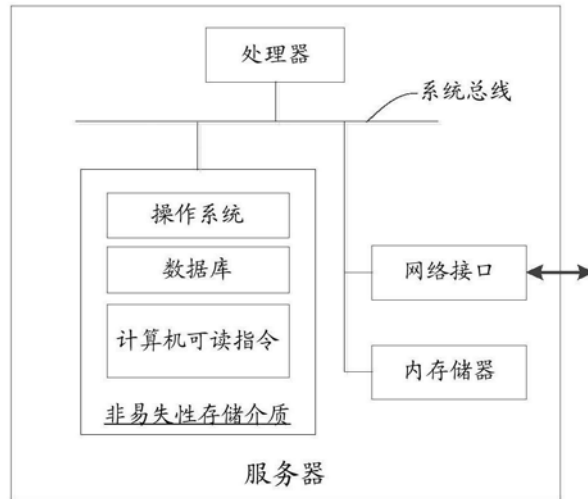 处理器
系统总线
操作系统
数据库
计算机可读指令
非易失性存储介质
网络接口
内存储器
服务器